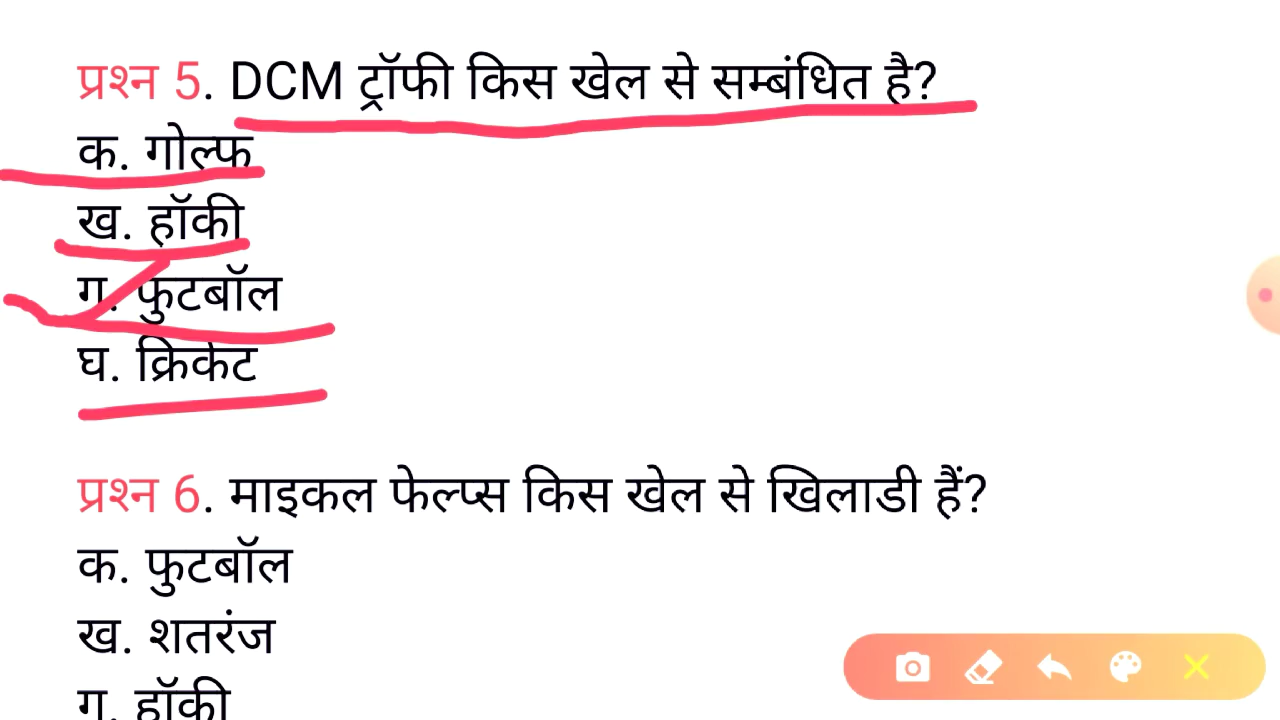 प्रश्न 5. DCM ट्रॉफी किस खेल से सम्बंधित है?
क. गोल्फ
ख. हॉकी
ग. फुटबॉल
घ. क्रिकेट
प्रश्न 6. माइकल फेल्प्स किस खेल से खिलाडी हैं?
क. फुटबॉल
ख. शतरंज
ग. हॉकी